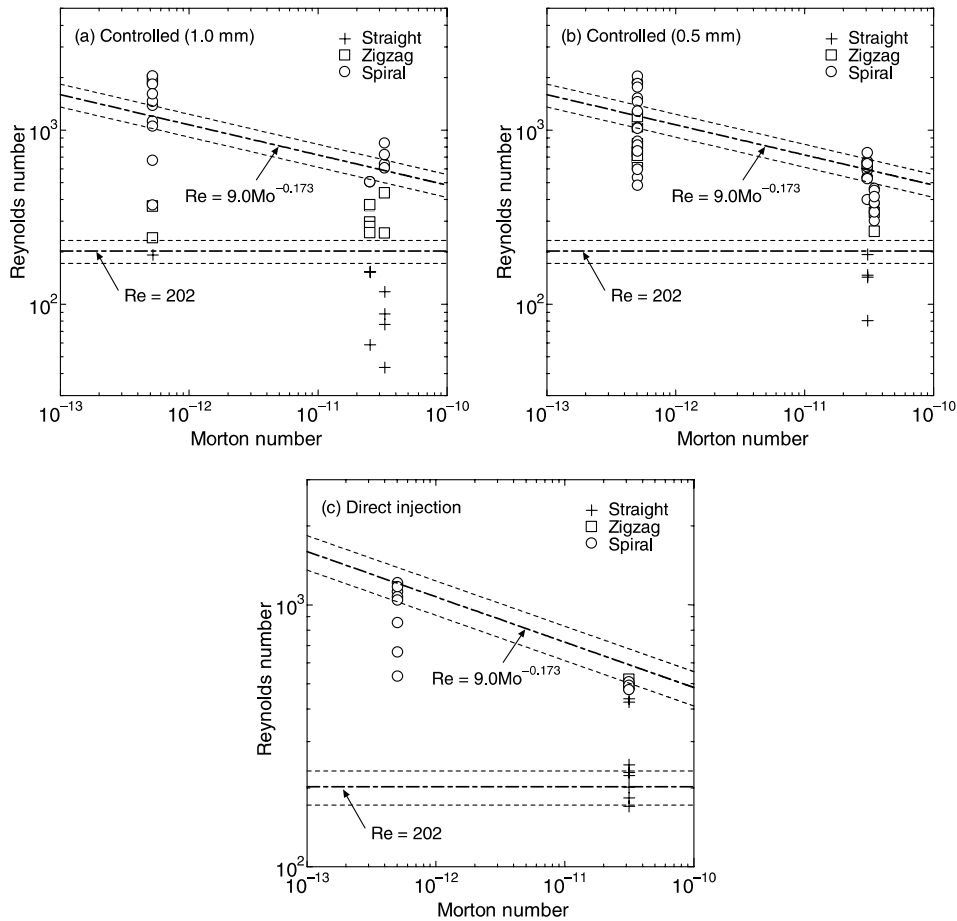 (a) Controlled (1.0 mm)
Straight
Zigzag
Spiral
10³
10²
Reynolds number
Re = 9.0Mo⁻⁰·¹⁷³
Re = 202
10⁻¹³
10⁻¹²
10⁻¹¹
10⁻¹⁰
Morton number
(b) Controlled (0.5 mm)
Straight
Zigzag
Spiral
10³
10²
Reynolds number
Re = 9.0Mo⁻⁰·¹⁷³
Re = 202
10⁻¹³
10⁻¹²
10⁻¹¹
10⁻¹⁰
Morton number
(c) Direct injection
Straight
Zigzag
Spiral
10³
10²
Reynolds number
Re = 9.0Mo⁻⁰·¹⁷³
Re = 202
10⁻¹³
10⁻¹²
10⁻¹¹
10⁻¹⁰
Morton number